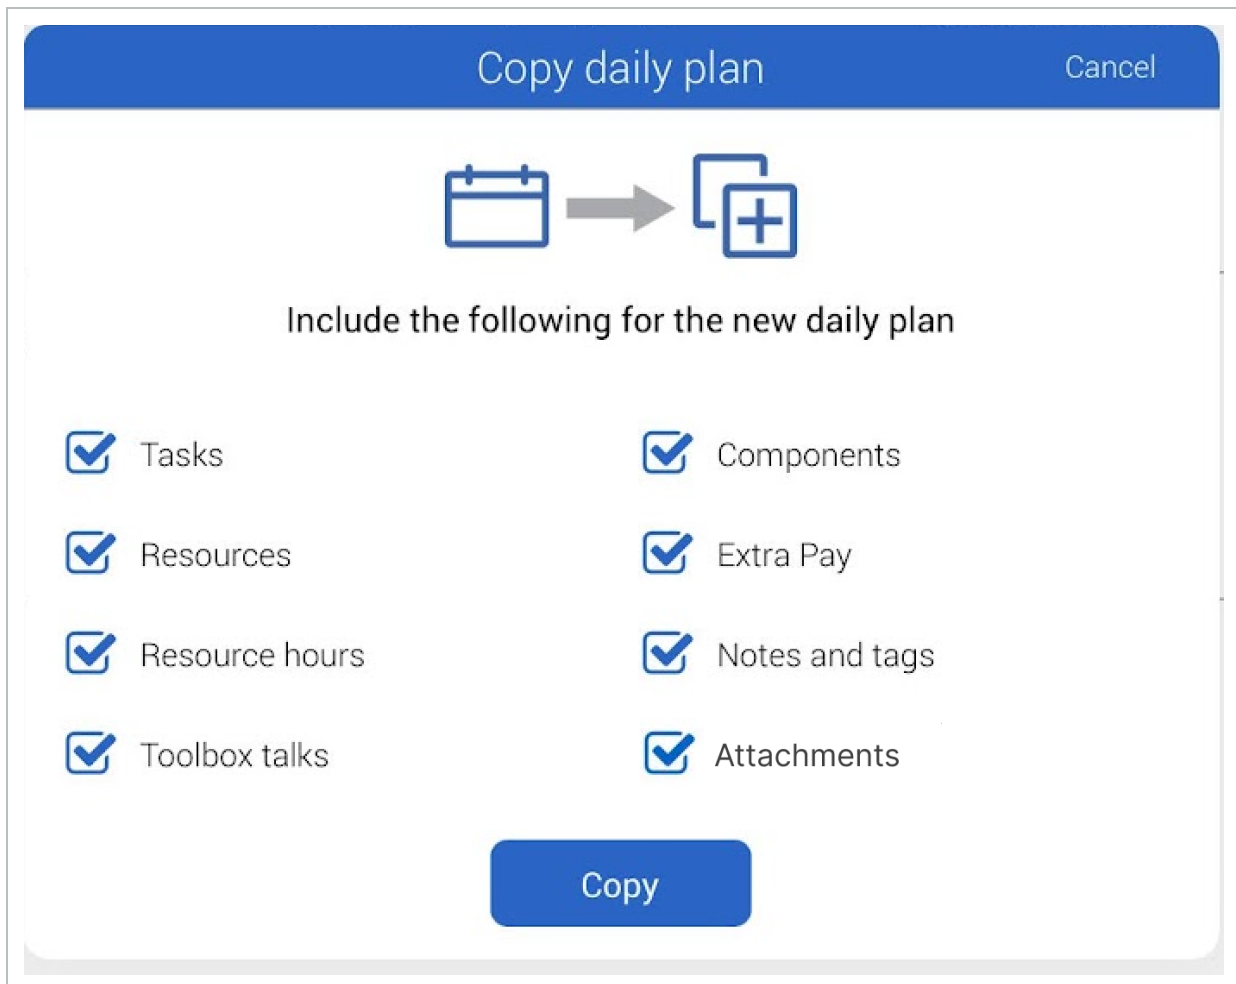 Copy daily plan
Cancel
Include the following for the new daily plan
Tasks
Components
Resources
Extra Pay
Resource hours
Notes and tags
Toolbox talks
Attachments
Copy